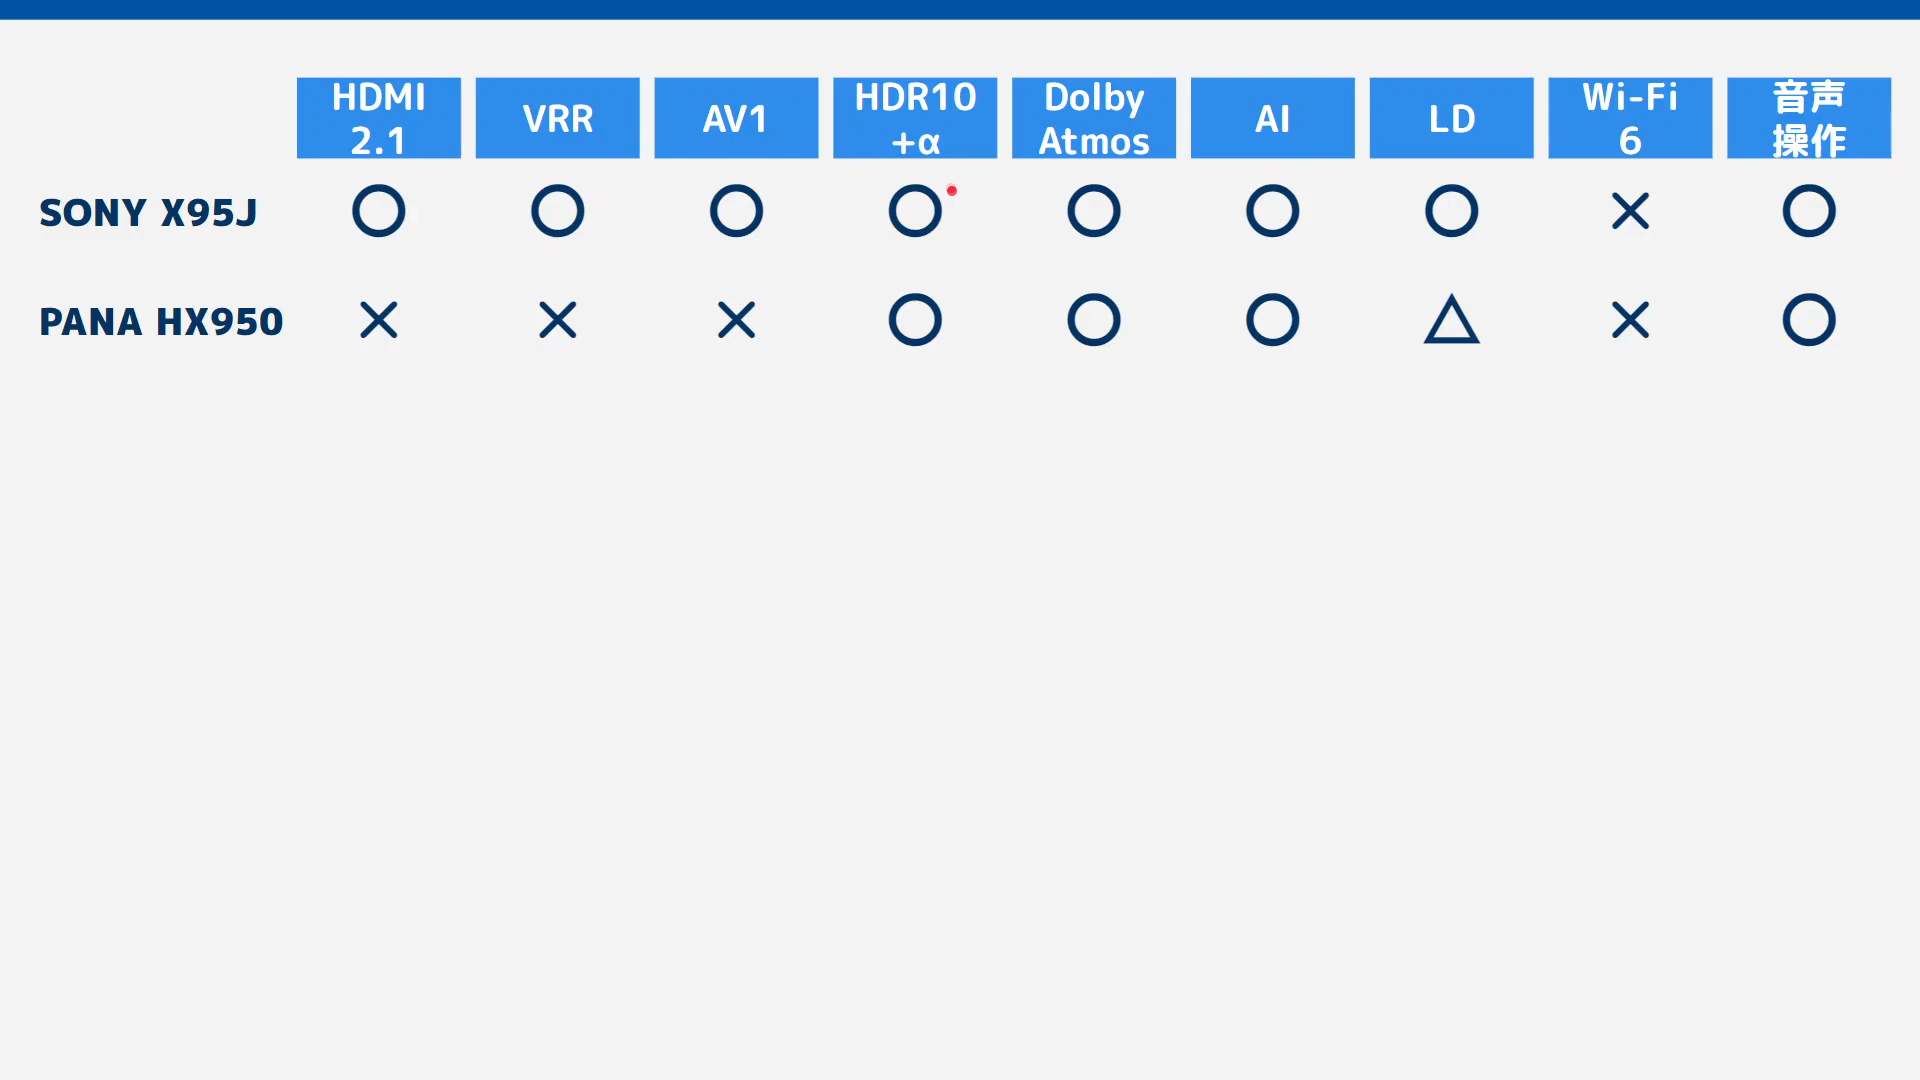 HDMI
2.1
VRR
AV1
HDR10
+α
Dolby
Atmos
AI
LD
Wi-Fi
6
音声
操作
SONY X95J ○ ○ ○ ○ ○ ○ ○ × ○
PANA HX950 × × × ○ ○ ○ △ × ○